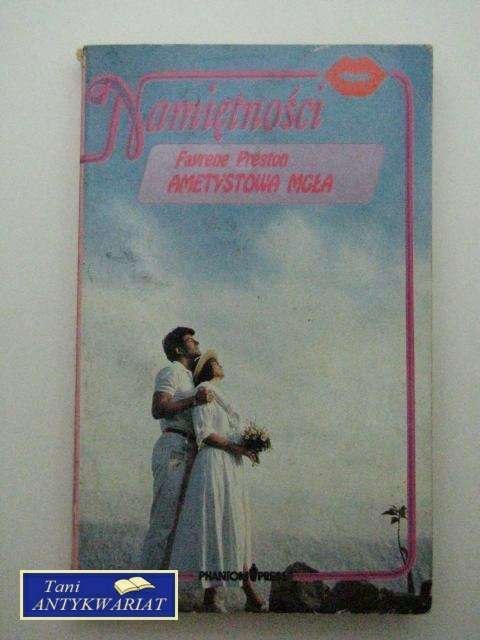 Namiętności
Fayrene Preston
AMETYSTOWA MGŁA
PHANTOM PRESS
Tani
ANTYKWARIAT